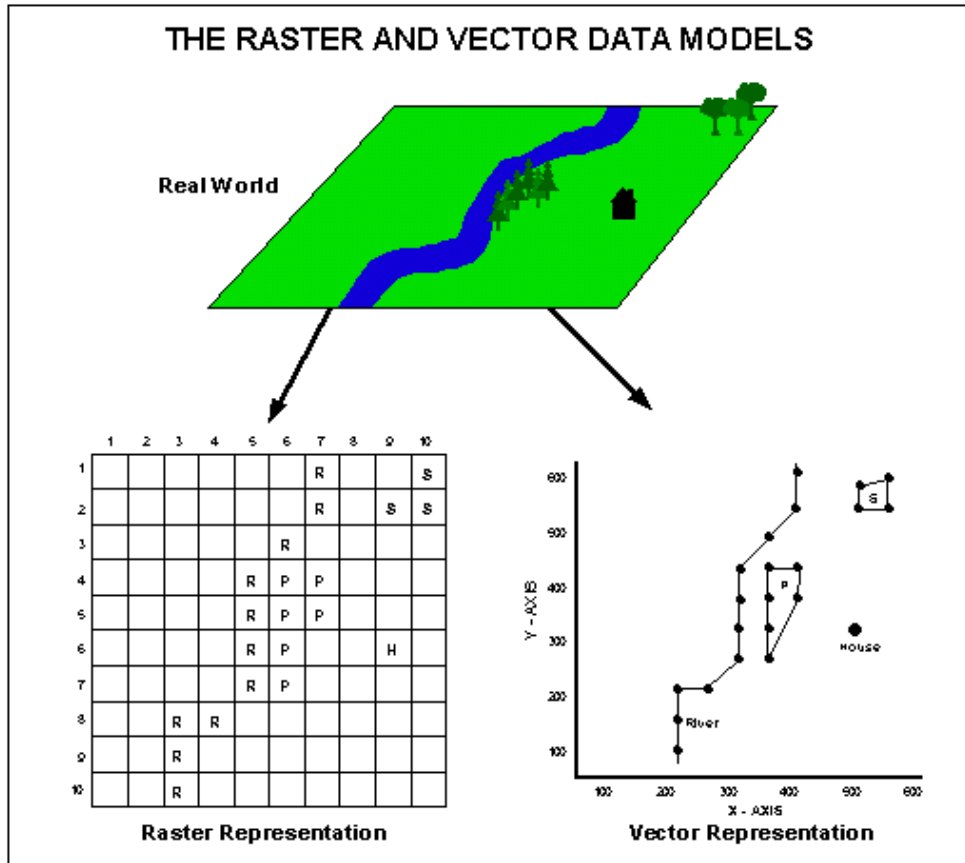 THE RASTER AND VECTOR DATA MODELS
Real World
1 2 3 4 5 6 7 8 9 10
1 R S
2 R S S
3 R
4 R P P
5 R P P
6 R P H
7 R P
8 R R
9 R
10 R
Raster Representation
600
500
400
300
200
100
Y - AXIS
S
P
House
River
100 200 300 400 500 600
X - AXIS
Vector Representation